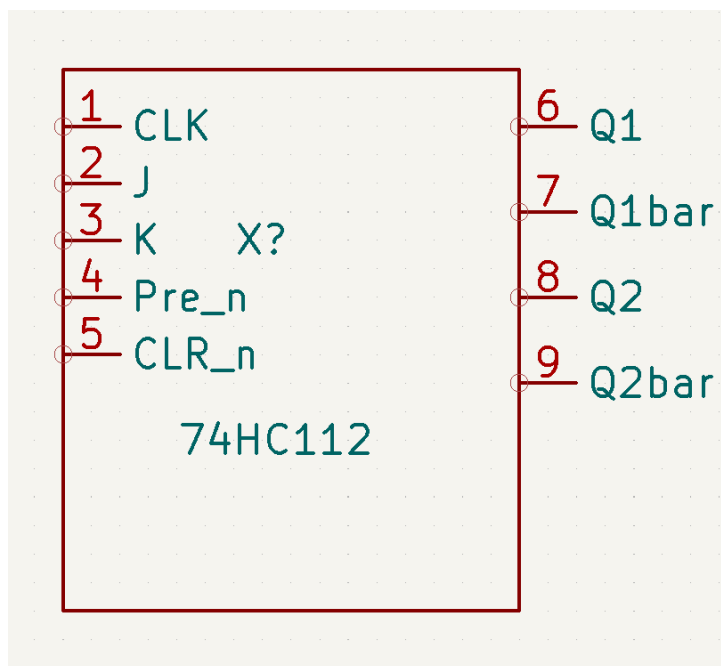 1 CLK
2 J
3 K
X?
4 Pre_n
5 CLR_n
74HC112
6 Q1
7 Q1bar
8 Q2
9 Q2bar